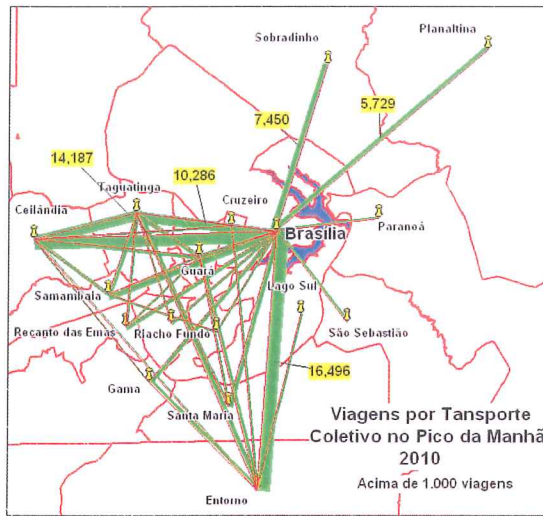 Planaltina
Sobradinho
5,729
7,450
14,187
10,286
Taguatinga
Cruzeiro
Ceilândia
Paranoá
Brasília
Guará
Samambaia
Lago Sul
Recanto das Emas
Riacho Fundo
São Sebastião
16,496
Gama
Santa Maria
Viagens por Transporte
Coletivo no Pico da Manhã
2010
Acima de 1.000 viagens
Entorno